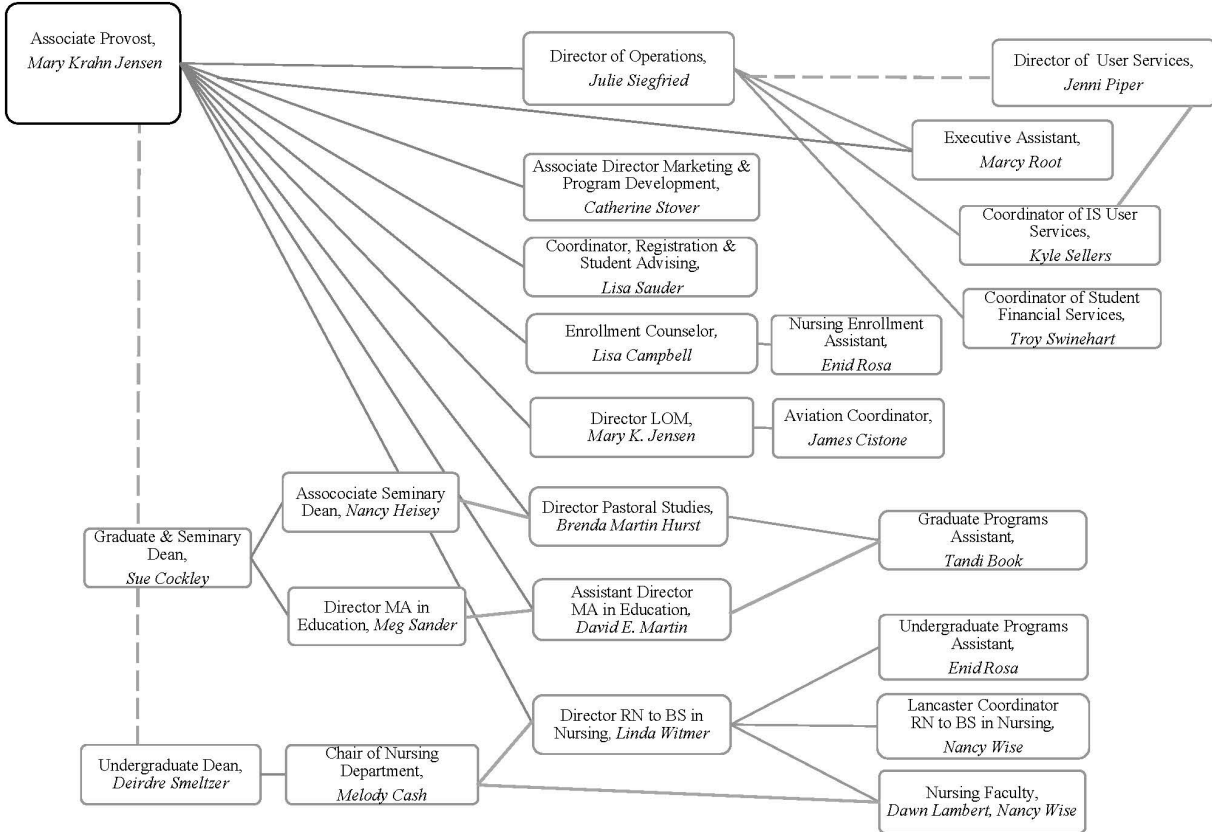 Associate Provost,
Mary Krahn Jensen
Director of Operations,
Julie Siegfried
Director of User Services,
Jenni Piper
Executive Assistant,
Marcy Root
Associate Director Marketing &
Program Development,
Catherine Stover
Coordinator of IS User
Services,
Kyle Sellers
Coordinator, Registration &
Student Advising,
Lisa Sauder
Coordinator of Student
Financial Services,
Troy Swinehart
Enrollment Counselor,
Lisa Campbell
Nursing Enrollment
Assistant,
Enid Rosa
Director LOM,
Mary K. Jensen
Aviation Coordinator,
James Cistone
Assocociate Seminary
Dean, Nancy Heisey
Director Pastoral Studies,
Brenda Martin Hurst
Graduate Programs
Assistant,
Tandi Book
Graduate & Seminary
Dean,
Sue Cockley
Director MA in
Education, Meg Sander
Assistant Director
MA in Education,
David E. Martin
Undergraduate Programs
Assistant,
Enid Rosa
Director RN to BS in
Nursing, Linda Witmer
Lancaster Coordinator
RN to BS in Nursing,
Nancy Wise
Undergraduate Dean,
Deirdre Smeltzer
Chair of Nursing
Department,
Melody Cash
Nursing Faculty,
Dawn Lambert, Nancy Wise